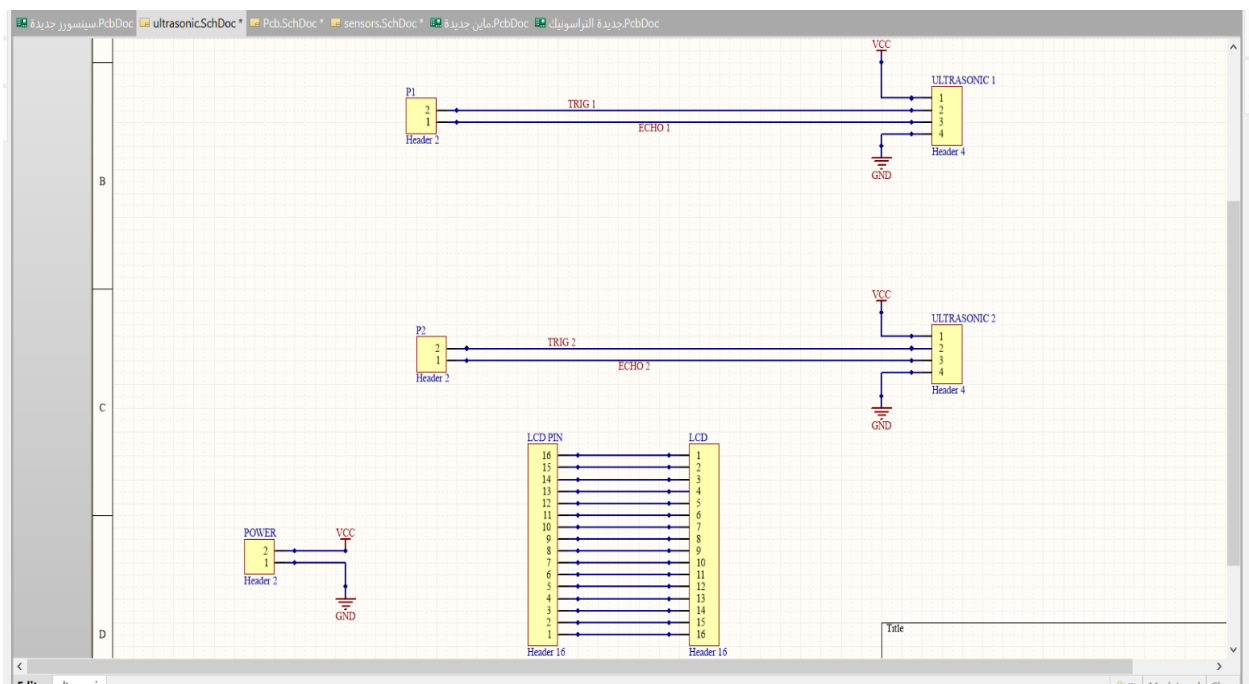 سينسورز جديدة.PcbDoc ultrasonic.SchDoc * Pcb.SchDoc * sensors.SchDoc * ماين جديدة.PcbDoc جديدة التراسونيك.PcbDoc
VCC
ULTRASONIC 1
P1
2 TRIG 1 1
1 ECHO 1 2
3
4
Header 2
Header 4
GND
B
VCC
ULTRASONIC 2
P2
2 TRIG 2 1
1 ECHO 2 2
3
4
Header 2
Header 4
C
GND
LCD PIN LCD
16 1
15 2
14 3
13 4
12 5
11 6
10 7
9 8
8 9
7 10
6 11
5 12
4 13
3 14
2 15
1 16
Header 16 Header 16
POWER VCC
2
1
Header 2
GND
D
Title